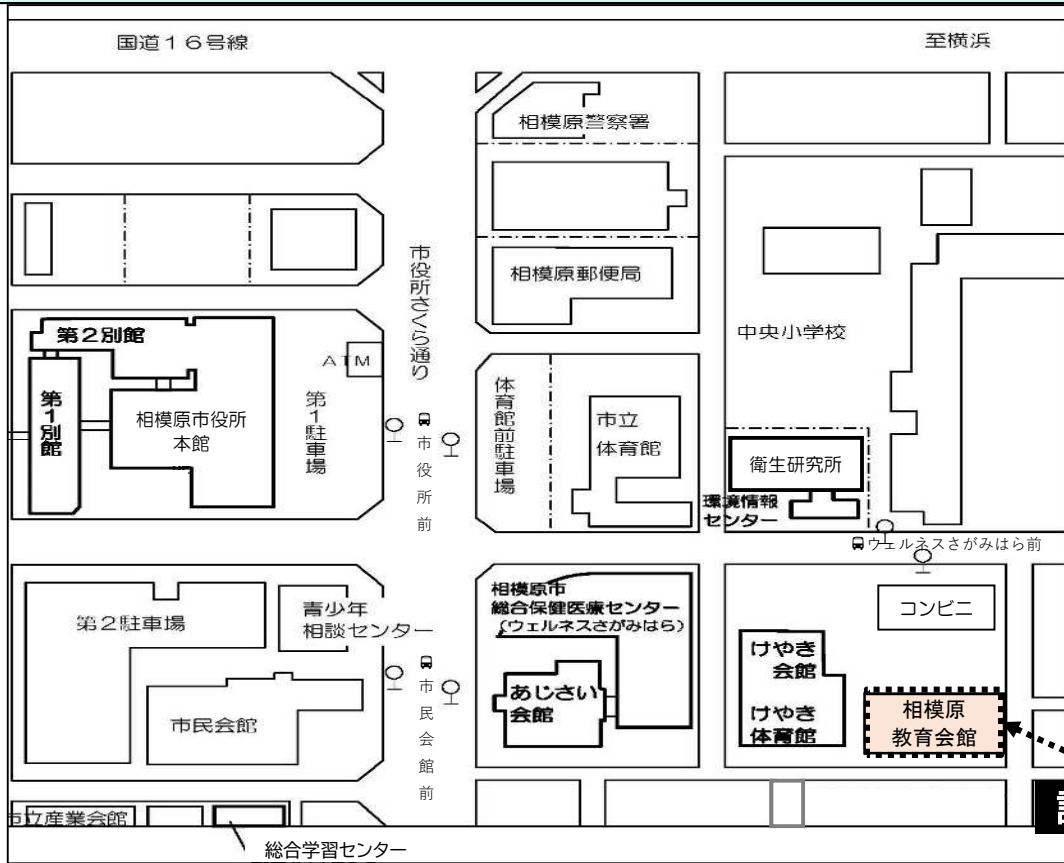 国道１６号線
至横浜
相模原警察署
市役所さくら通り
相模原郵便局
中央小学校
第２別館
ＡＴＭ
第１別館
相模原市役所
本館
第１駐車場
市役所前
体育館前駐車場
市立
体育館
衛生研究所
環境情報
センター
ウェルネスさがみはら前
第２駐車場
青少年
相談センター
相模原市
総合保健医療センター
（ウェルネスさがみはら）
コンビニ
けやき
会館
市民会館
市民会館前
あじさい
会館
けやき
体育館
相模原
教育会館
市立産業会館
総合学習センター